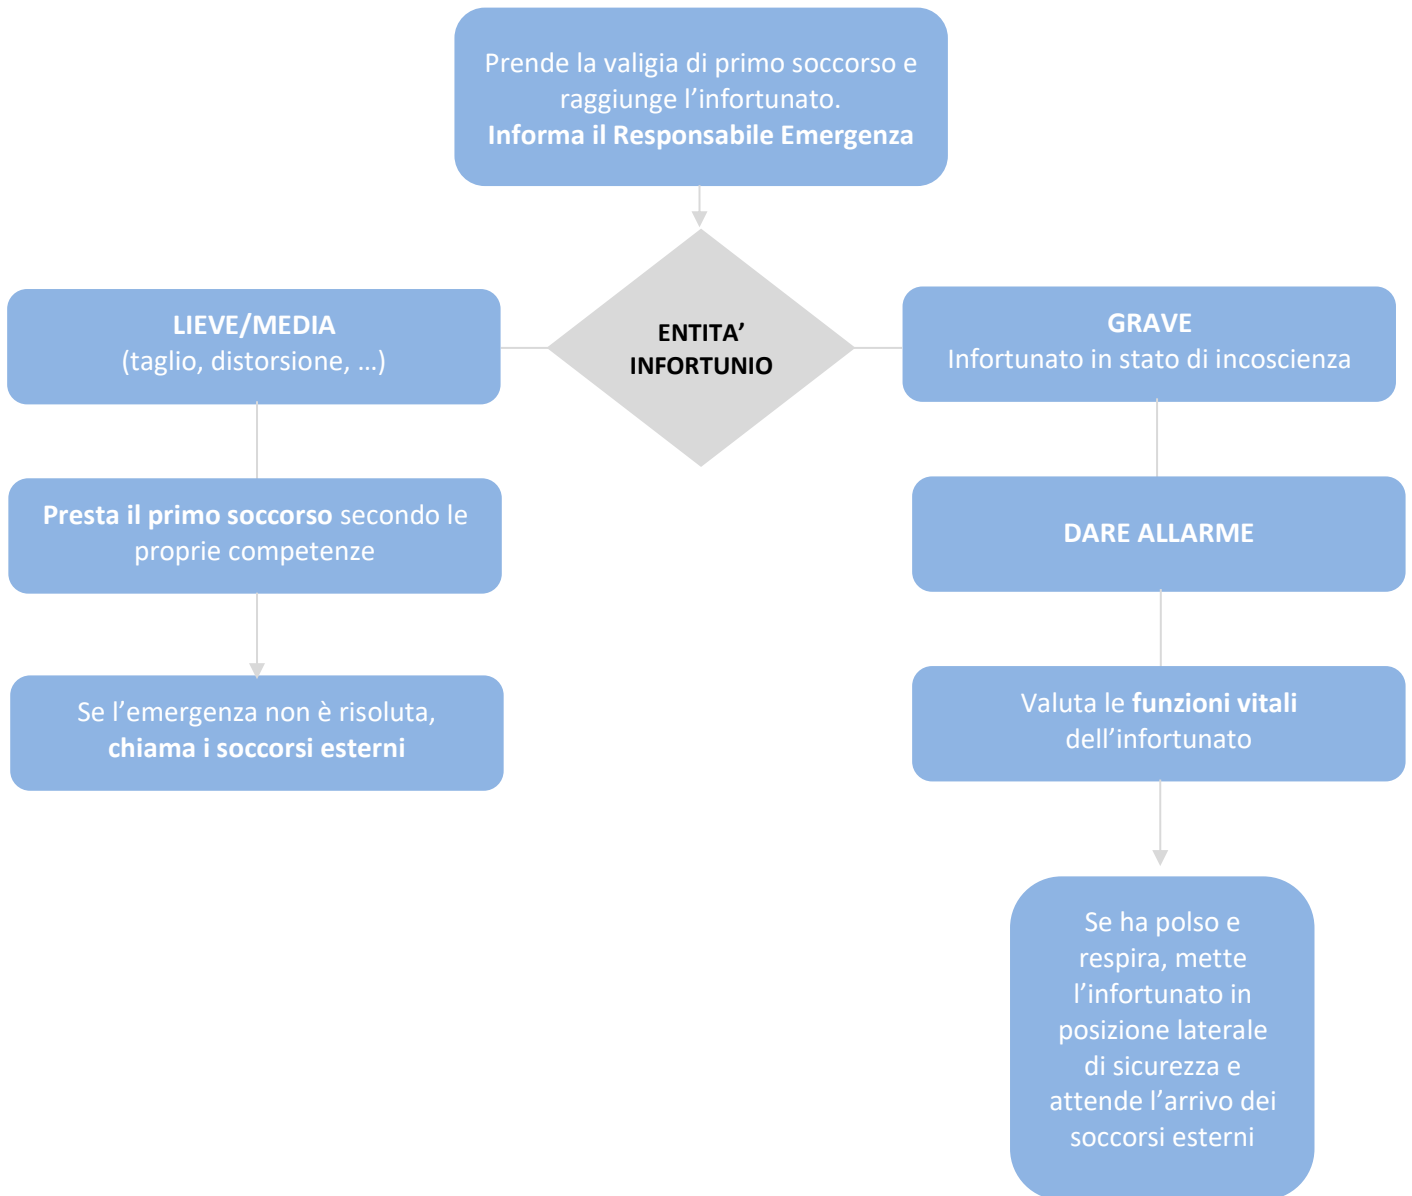 Prende la valigia di primo soccorso e
raggiunge l’infortunato.
Informa il Responsabile Emergenza
ENTITA’
INFORTUNIO
LIEVE/MEDIA
(taglio, distorsione, …)
Presta il primo soccorso secondo le
proprie competenze
Se l’emergenza non è risoluta,
chiama i soccorsi esterni
GRAVE
Infortunato in stato di incoscienza
DARE ALLARME
Valuta le funzioni vitali
dell’infortunato
Se ha polso e
respira, mette
l’infortunato in
posizione laterale
di sicurezza e
attende l’arrivo dei
soccorsi esterni